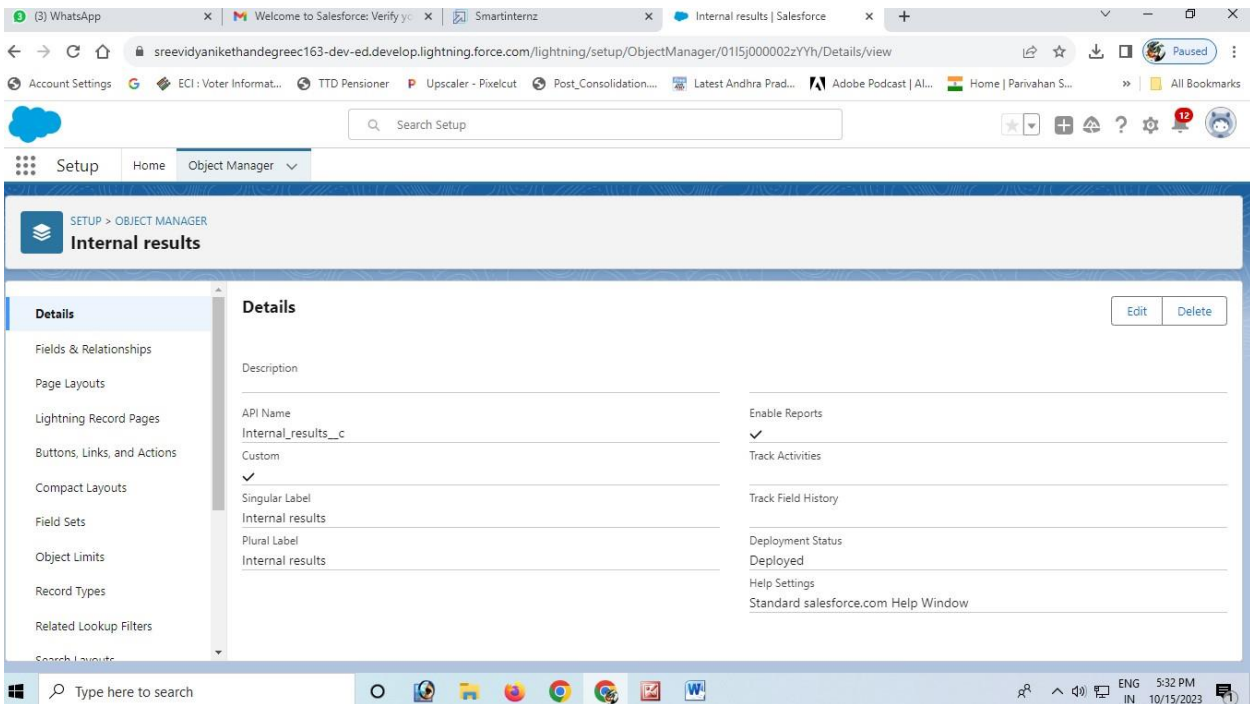 (3) WhatsApp
Welcome to Salesforce: Verify yo
Smartinternz
Internal results | Salesforce
sreevidyanikethandegreec163-dev-ed.develop.lightning.force.com/lightning/setup/ObjectManager/01I5j000002zYYh/Details/view
Paused
Account Settings
ECI : Voter Informat...
TTD Pensioner
Upscaler - Pixelcut
Post_Consolidation....
Latest Andhra Prad...
Adobe Podcast | AI...
Home | Parivahan S...
»
All Bookmarks
Search Setup
12
Setup
Home
Object Manager
SETUP > OBJECT MANAGER
Internal results
Details
Fields & Relationships
Page Layouts
Lightning Record Pages
Buttons, Links, and Actions
Compact Layouts
Field Sets
Object Limits
Record Types
Related Lookup Filters
Search Layouts
Details
Edit
Delete
Description
API Name
Internal_results__c
Custom
Singular Label
Internal results
Plural Label
Internal results
Enable Reports
Track Activities
Track Field History
Deployment Status
Deployed
Help Settings
Standard salesforce.com Help Window
Type here to search
ENG
IN
5:32 PM
10/15/2023